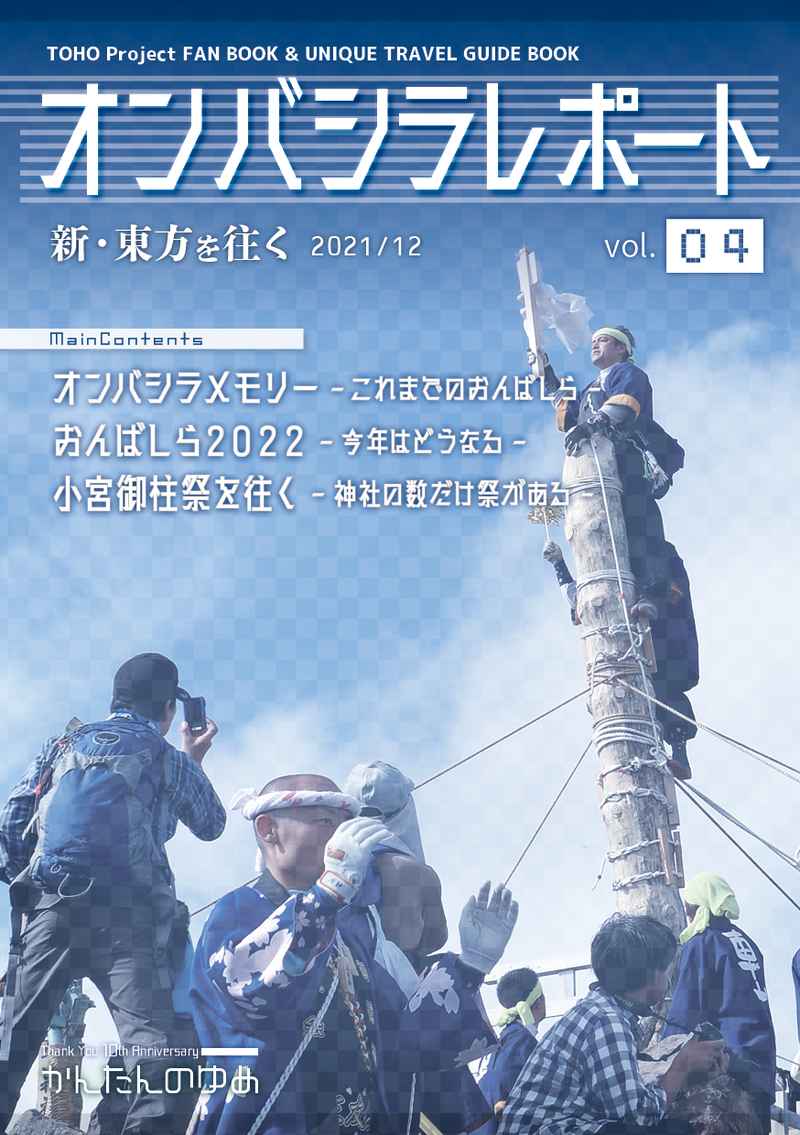 TOHO Project FAN BOOK & UNIQUE TRAVEL GUIDE BOOK
オンバシラレポート
新・東方を往く 2021/12 vol. 04
MainContents
オンバシラメモリー - これまでのおんばしら -
おんばしら2022 - 今年はどうなる -
小宮御柱祭を往く - 神社の数だけ祭がある -
Thank You 10th Anniversary
かんたんのゆめ